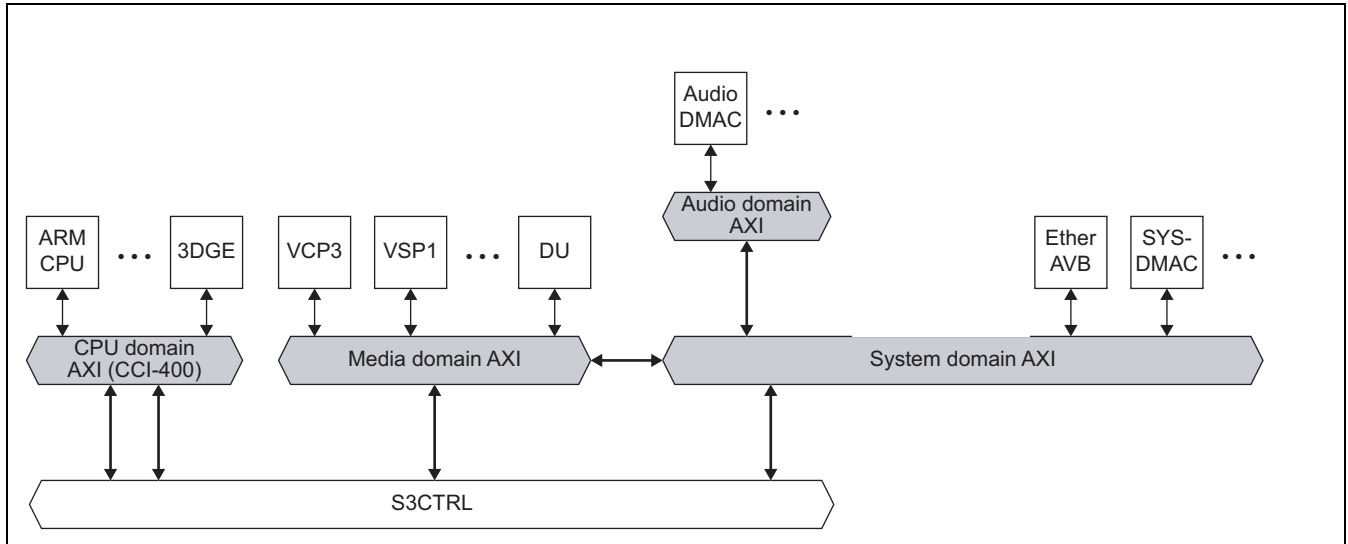 Audio
DMAC
...
Audio domain
AXI
ARM
CPU
...
3DGE
VCP3
VSP1
...
DU
Ether
AVB
SYS-
DMAC
...
CPU domain
AXI (CCI-400)
Media domain AXI
System domain AXI
S3CTRL